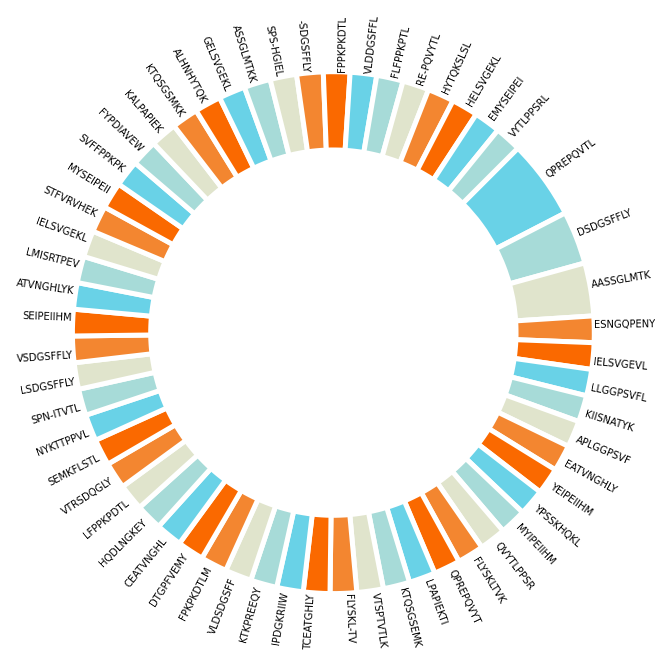 FPPKPKDTL
VLDDGSFFL
FLFPPKPTL
RE-PQVYTL
HYTQKSLSL
HELSVGEKL
EMYSEIPEI
VYTLPPSRL
QPREPQVTL
DSDGSFFLY
AASSGLMTK
ESNGQPENY
IELSVGEVL
LLGGPSVFL
KIISNATYK
APLGGPSVF
EATVNGHLY
YEIPEIIHM
YPSSKHQKL
MYIPEIIHM
QVYTLPPSR
FLYSKLTVK
QPREPQVYT
LPAPIEKTI
KTQSGSEMK
VTSPTVTLK
FLYSKL-TV
TCEATGHLY
IPDGKRIIW
KTKPREEQY
VLDSDGSFF
FPKPKDTLM
DTGPFVEMY
CEATVNGHL
HQDLNGKEY
LFPPKPDTL
VTRSDQGLY
SEMKFLSTL
NYKTTPPVL
SPN-ITVTL
LSDGSFFLY
VSDGSFFLY
SEIPEIIHM
ATVNGHLYK
LMISRTPEV
IELSVGEKL
STFVRVHEK
MYSEIPEII
SVFFPPKPK
FYPDIAVEW
KALPAPIEK
KTQSGSMKK
ALHNHYTQK
GELSVGEKL
ASSGLMTKK
SPS-HGIEL
-SDGSFFLY